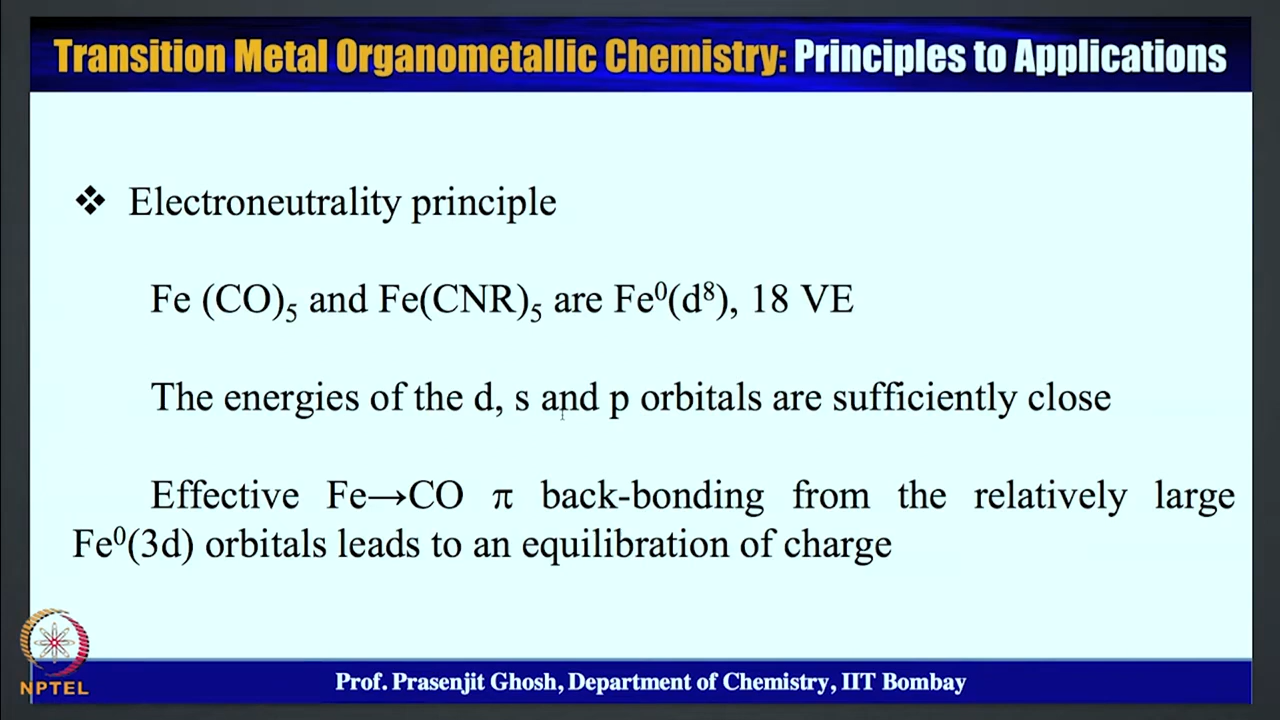 Transition Metal Organometallic Chemistry: Principles to Applications
❖ Electroneutrality principle
Fe (CO)₅ and Fe(CNR)₅ are Fe⁰(d⁸), 18 VE
The energies of the d, s and p orbitals are sufficiently close
Effective Fe→CO π back-bonding from the relatively large
Fe⁰(3d) orbitals leads to an equilibration of charge
NPTEL
Prof. Prasenjit Ghosh, Department of Chemistry, IIT Bombay